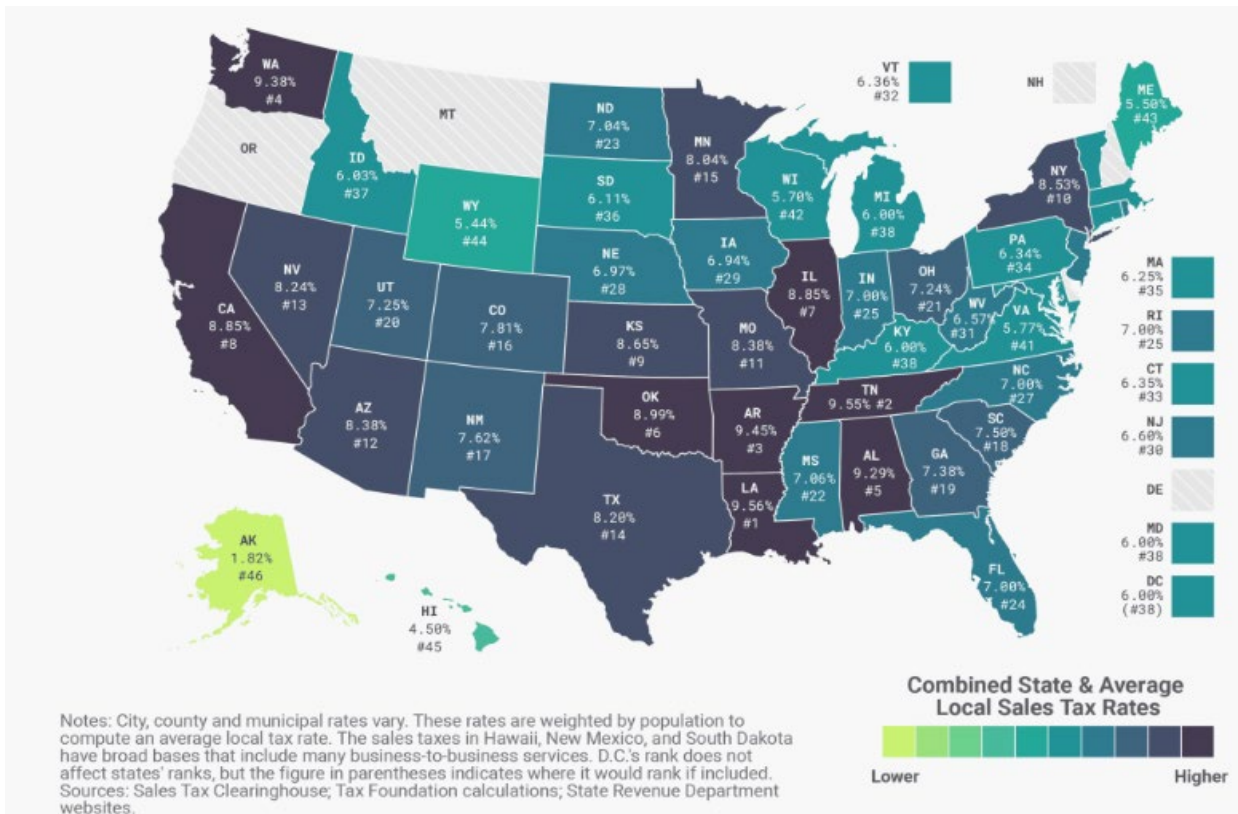 WA
9.38%
#4
MT
OR
ID
6.03%
#37
WY
5.44%
#44
ND
7.04%
#23
SD
6.11%
#36
NE
6.97%
#28
MN
8.04%
#15
IA
6.94%
#29
WI
5.70%
#42
MI
6.00%
#38
VT
6.36%
#32
NH
ME
5.50%
#43
NY
8.53%
#10
PA
6.34%
#34
CA
8.85%
#8
NV
8.24%
#13
UT
7.25%
#20
CO
7.81%
#16
KS
8.65%
#9
MO
8.38%
#11
IL
8.85%
#7
IN
7.00%
#25
OH
7.24%
#21
WV
6.57%
#31
VA
5.77%
#41
KY
6.00%
#38
AZ
8.38%
#12
NM
7.62%
#17
OK
8.99%
#6
AR
9.45%
#3
TN
9.55% #2
NC
7.00%
#27
SC
7.50%
#18
TX
8.20%
#14
LA
9.56%
#1
MS
7.06%
#22
AL
9.29%
#5
GA
7.38%
#19
FL
7.00%
#24
AK
1.82%
#46
HI
4.50%
#45
MA
6.25%
#35
RI
7.00%
#25
CT
6.35%
#33
NJ
6.60%
#30
DE
MD
6.00%
#38
DC
6.00%
(#38)
Combined State & Average
Local Sales Tax Rates
Lower
Higher
Notes: City, county and municipal rates vary. These rates are weighted by population to
compute an average local tax rate. The sales taxes in Hawaii, New Mexico, and South Dakota
have broad bases that include many business-to-business services. D.C.'s rank does not
affect states' ranks, but the figure in parentheses indicates where it would rank if included.
Sources: Sales Tax Clearinghouse; Tax Foundation calculations; State Revenue Department
websites.